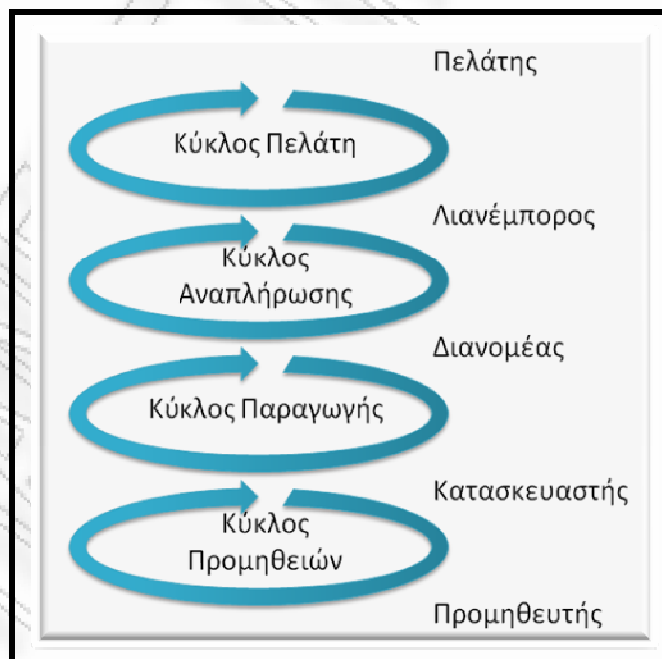 Πελάτης
Κύκλος Πελάτη
Λιανέμπορος
Κύκλος
Αναπλήρωσης
Διανομέας
Κύκλος Παραγωγής
Κατασκευαστής
Κύκλος
Προμηθειών
Προμηθευτής